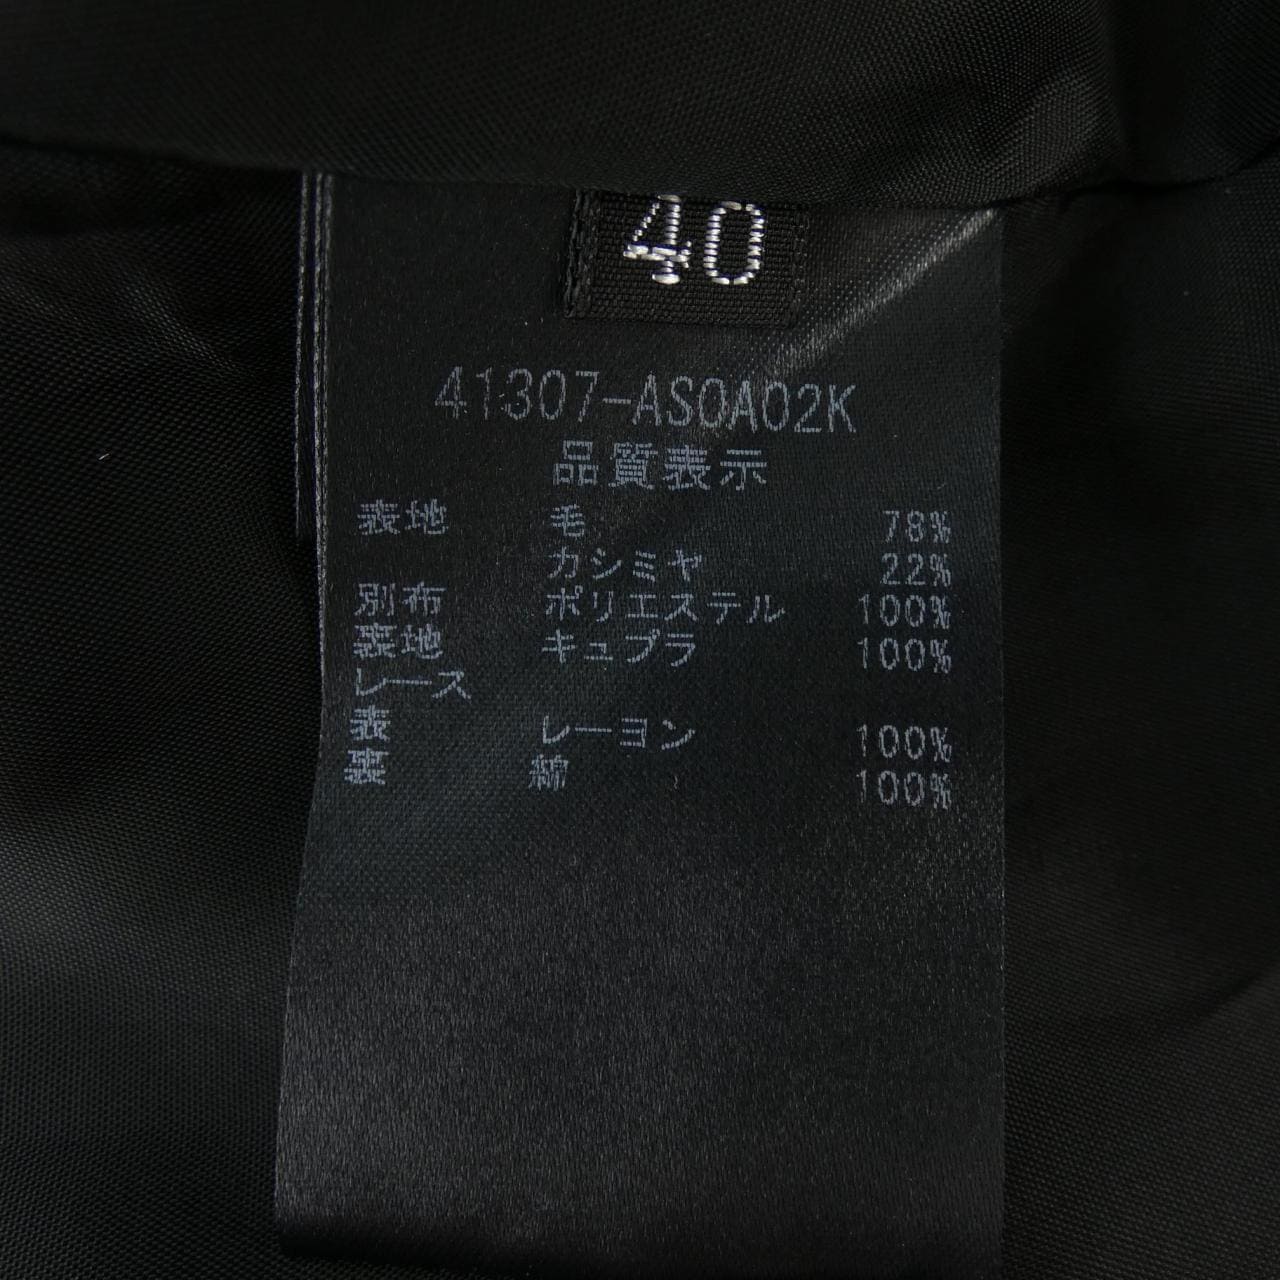 40
41307-AS0A02K
品質表示
表地 毛 78%
カシミヤ 22%
別布 ポリエステル 100%
裏地 キュプラ 100%
レース
表 レーヨン 100%
裏 綿 100%